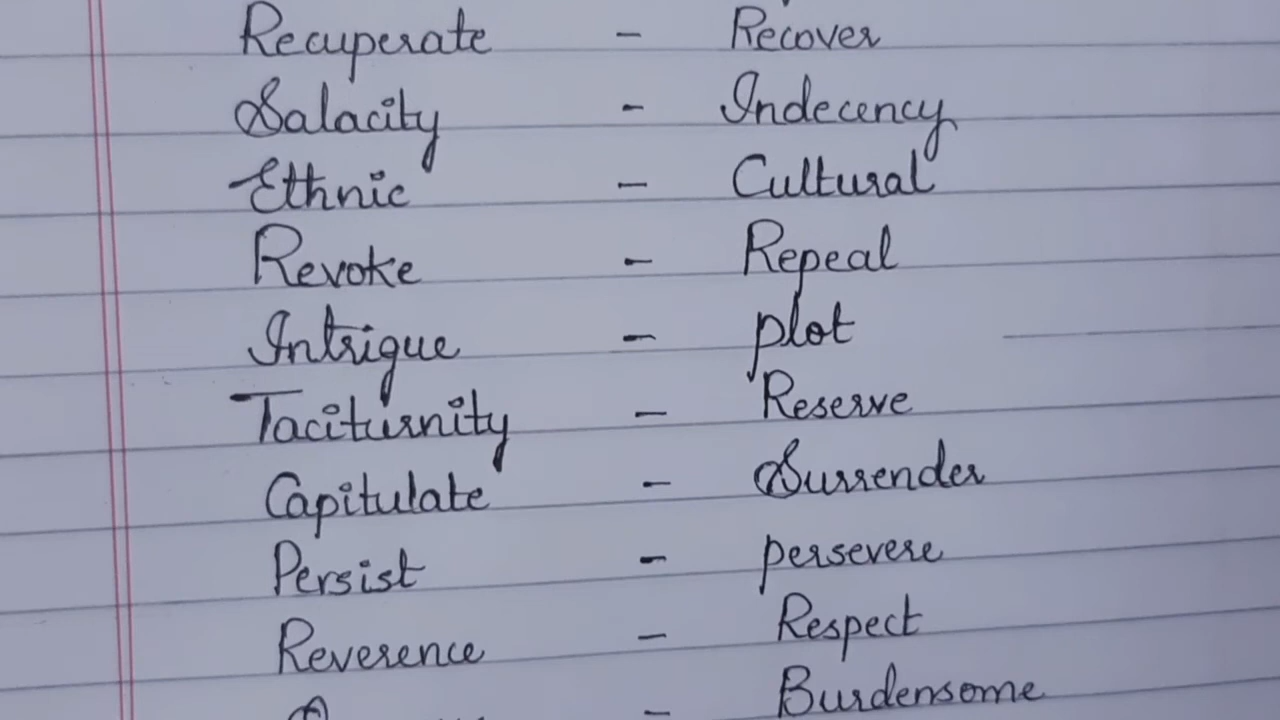 Recuperate - Recover
Salacity - Indecency
Ethnic - Cultural
Revoke - Repeal
Intrigue - plot
Taciturnity - Reserve
Capitulate - Surrender
Persist - persevere
Reverence - Respect
- Burdensome